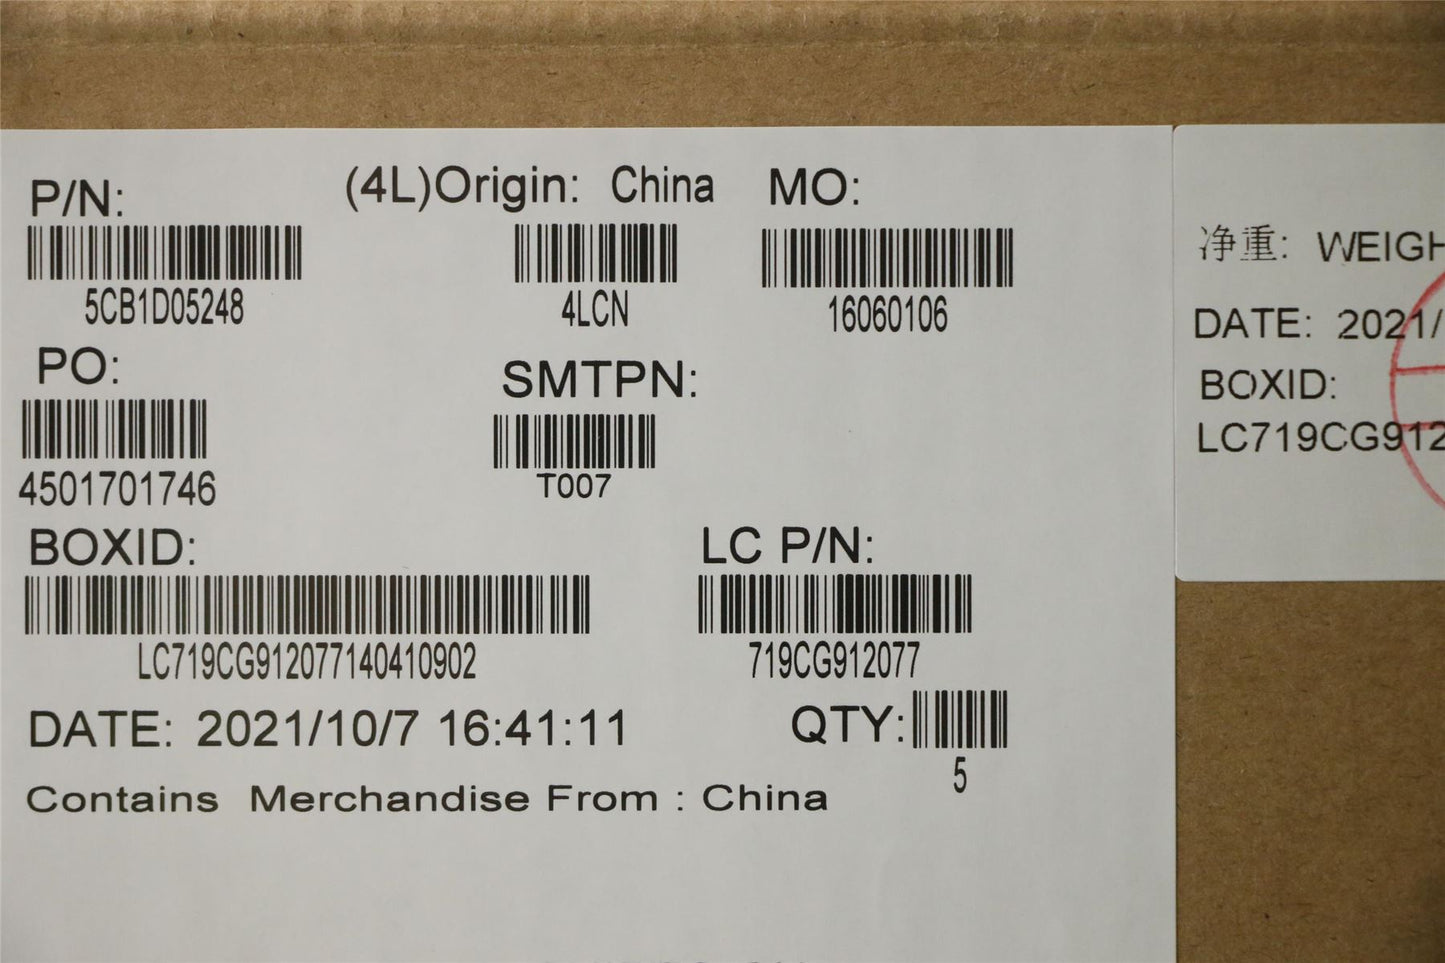 P/N: (4L)Origin: China MO:
5CB1D05248 4LCN 16060106
PO: SMTPN:
4501701746 T007
BOXID: LC P/N:
LC719CG912077140410902 719CG912077
DATE: 2021/10/7 16:41:11 QTY:
5
Contains Merchandise From : China
净重: WEIGH
DATE: 2021/
BOXID:
LC719CG912